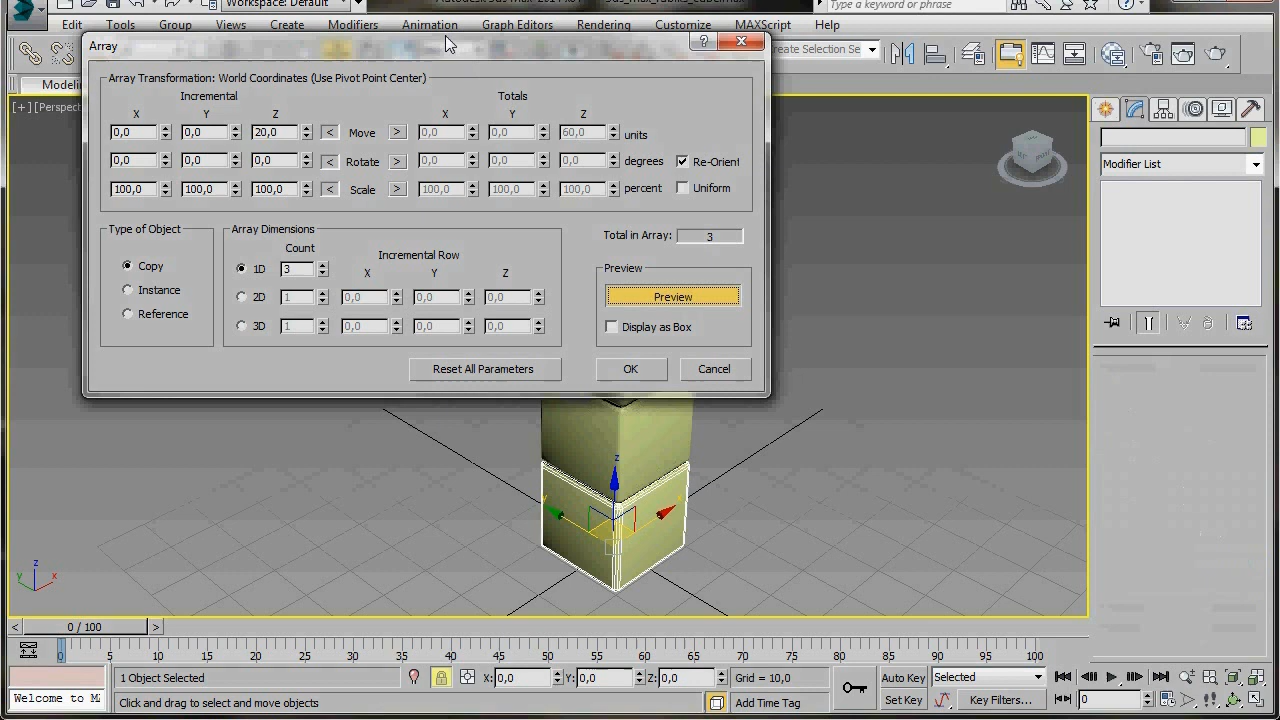 Workspace: Default
Type a keyword or phrase
Edit Tools Group Views Create Modifiers Animation Graph Editors Rendering Customize MAXScript Help
Array
Create Selection Se
Modelin
[+][Perspect
Array Transformation: World Coordinates (Use Pivot Point Center)
Incremental Totals
X Y Z X Y Z
0,0 0,0 20,0 < Move > 0,0 0,0 60,0 units
0,0 0,0 0,0 < Rotate > 0,0 0,0 0,0 degrees Re-Orient
100,0 100,0 100,0 < Scale > 100,0 100,0 100,0 percent Uniform
Modifier List
Type of Object Array Dimensions Total in Array: 3
Count
Incremental Row
X Y Z
Copy 1D 3
Instance 2D 1 0,0 0,0 0,0
Reference 3D 1 0,0 0,0 0,0
Preview
Preview
Display as Box
Reset All Parameters OK Cancel
z
y x
z
y x
< 0 / 100 >
0 5 10 15 20 25 30 35 40 45 50 55 60 65 70 75 80 85 90 95 100
1 Object Selected X: 0,0 Y: 0,0 Z: 0,0 Grid = 10,0 Auto Key Selected
Welcome to M Click and drag to select and move objects Add Time Tag Set Key Key Filters... 0